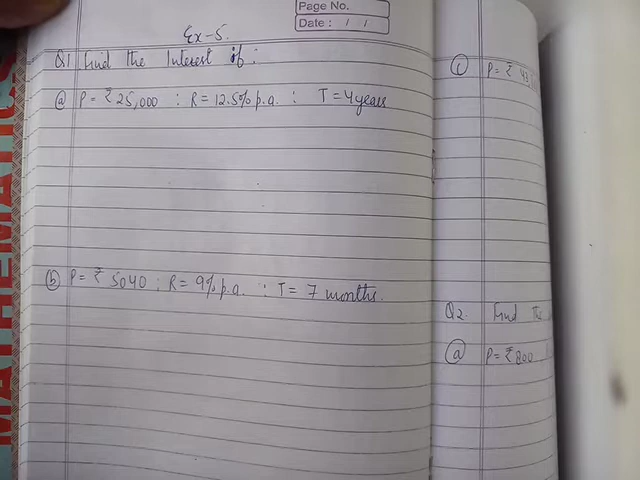 Page No.
Date : / /
Ex-5.
Q1 Find the Interest if :
(a) P = ₹ 25,000 : R = 12.5% p.a. : T = 4 years
(b) P = ₹ 5040 : R = 9% p.a. : T = 7 months.
(c) P = ₹
Q2. Find the
(a) P = ₹ 800
MATHEMATICS